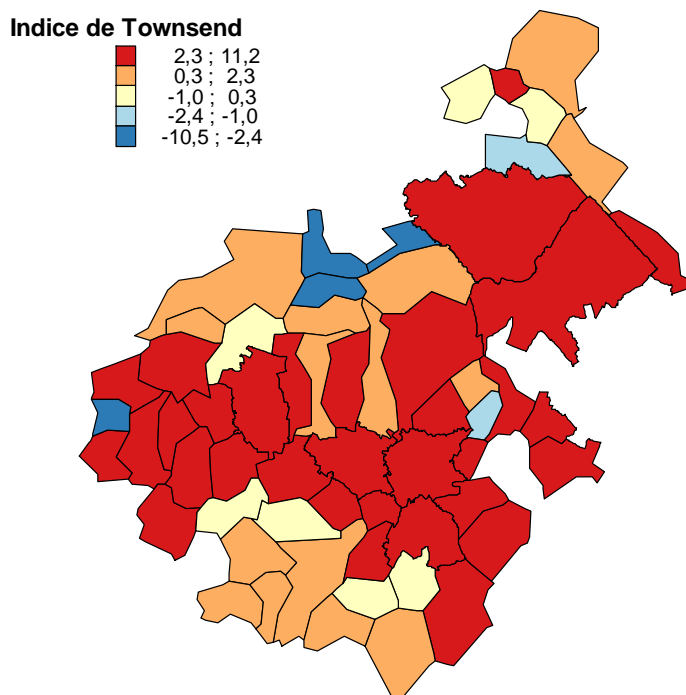 Indice de Townsend
2,3 ; 11,2
0,3 ; 2,3
-1,0 ; 0,3
-2,4 ; -1,0
-10,5 ; -2,4